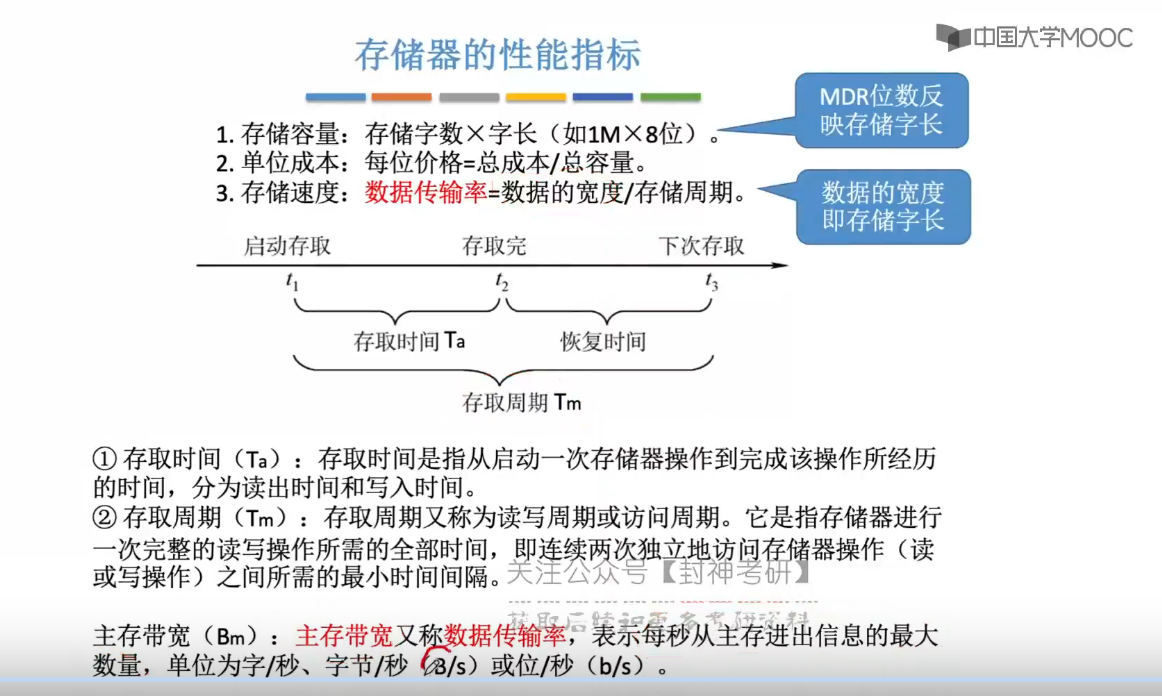 中国大学MOOC
存储器的性能指标
MDR位数反
映存储字长
1. 存储容量：存储字数×字长（如1M×8位）。
2. 单位成本：每位价格=总成本/总容量。
3. 存储速度：数据传输率=数据的宽度/存储周期。
数据的宽度
即存储字长
启动存取 存取完 下次存取
t1 t2 t3
存取时间 Ta 恢复时间
存取周期 Tm
① 存取时间（Ta）：存取时间是指从启动一次存储器操作到完成该操作所经历
的时间，分为读出时间和写入时间。
② 存取周期（Tm）：存取周期又称为读写周期或访问周期。它是指存储器进行
一次完整的读写操作所需的全部时间，即连续两次独立地访问存储器操作（读
或写操作）之间所需的最小时间间隔。
关注公众号【封神考研】
主存带宽（Bm）：主存带宽又称数据传输率，表示每秒从主存进出信息的最大
数量，单位为字/秒、字节/秒（B/s）或位/秒（b/s）。